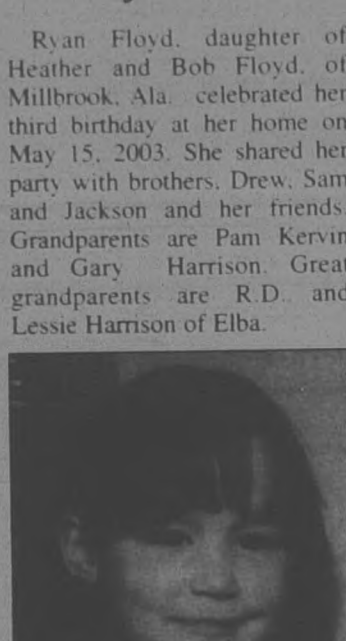 Ryan Floyd, daughter of
Heather and Bob Floyd, of
Millbrook, Ala. celebrated her
third birthday at her home on
May 15, 2003. She shared her
party with brothers, Drew, Sam
and Jackson and her friends.
Grandparents are Pam Kervin
and Gary Harrison. Great
grandparents are R.D. and
Lessie Harrison of Elba.